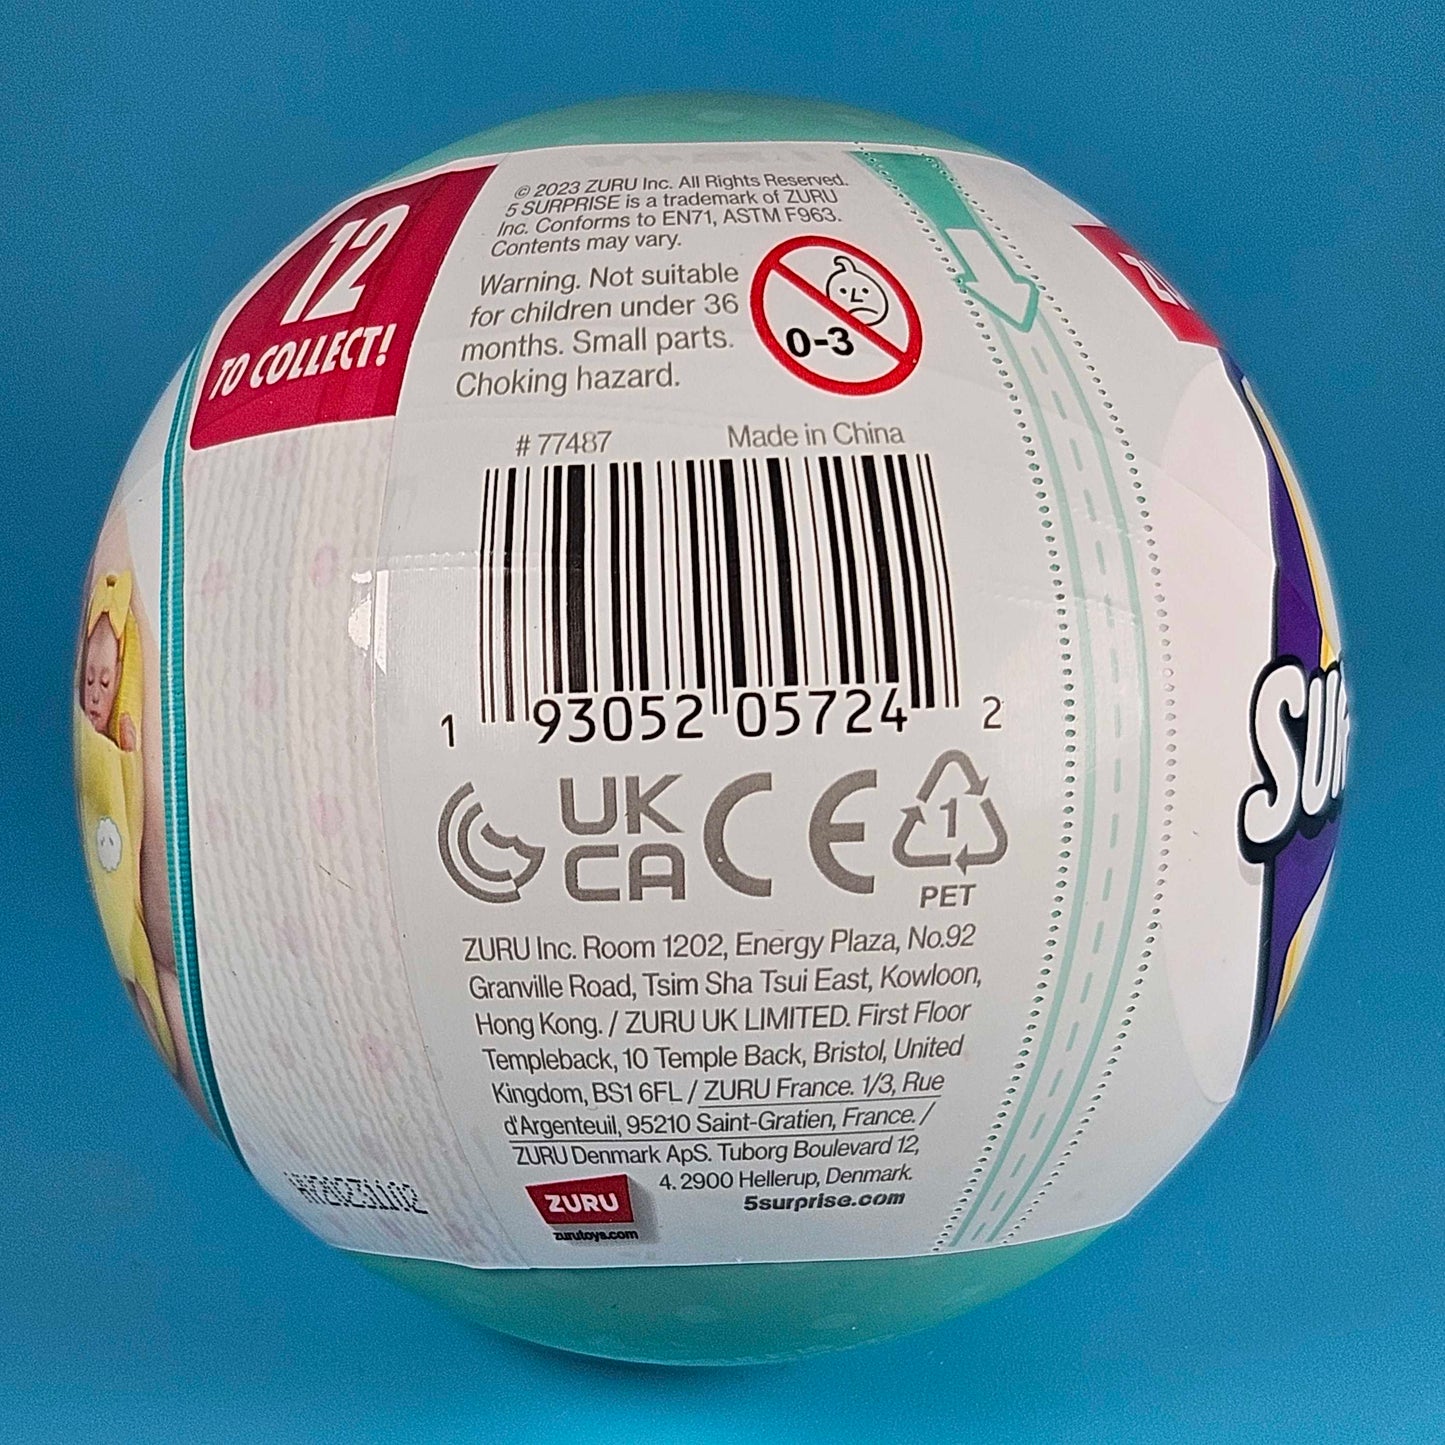 12
TO COLLECT!
© 2023 ZURU Inc. All Rights Reserved.
5 SURPRISE is a trademark of ZURU
Inc. Conforms to EN71, ASTM F963.
Contents may vary.
Warning. Not suitable
for children under 36
months. Small parts.
Choking hazard.
0-3
# 77487
Made in China
1 93052 05724 2
UK
CA
CE
1
PET
ZURU Inc. Room 1202, Energy Plaza, No.92
Granville Road, Tsim Sha Tsui East, Kowloon,
Hong Kong. / ZURU UK LIMITED. First Floor
Templeback, 10 Temple Back, Bristol, United
Kingdom, BS1 6FL / ZURU France. 1/3, Rue
d'Argenteuil, 95210 Saint-Gratien, France. /
ZURU Denmark ApS. Tuborg Boulevard 12,
4. 2900 Hellerup, Denmark.
5surprise.com
ZURU
zurutoys.com